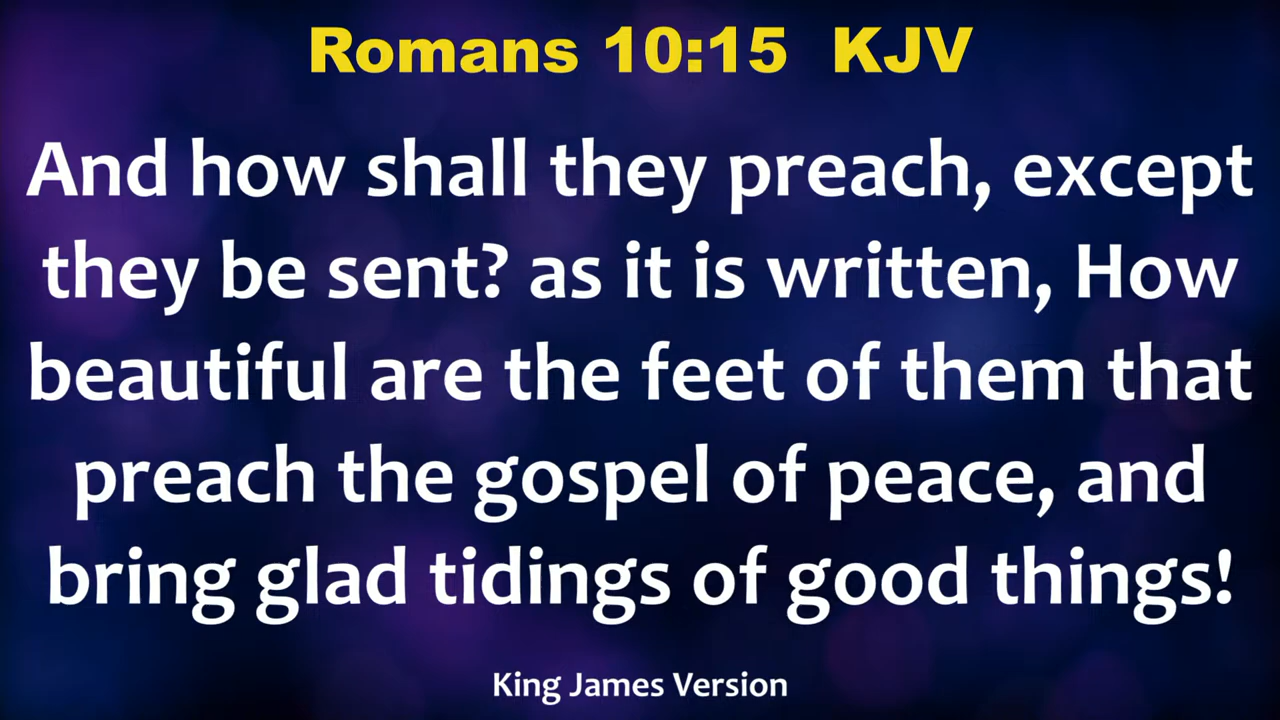 Romans 10:15 KJV
And how shall they preach, except
they be sent? as it is written, How
beautiful are the feet of them that
preach the gospel of peace, and
bring glad tidings of good things!
King James Version